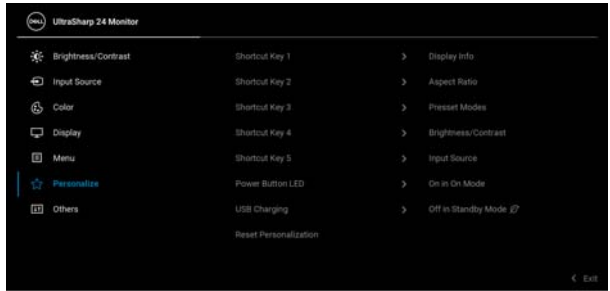 DELL UltraSharp 24 Monitor
Brightness/Contrast Shortcut Key 1 > Display Info
Input Source Shortcut Key 2 > Aspect Ratio
Color Shortcut Key 3 > Presset Modes
Display Shortcut Key 4 > Brightness/Contrast
Menu Shortcut Key 5 > Input Source
Personalize Power Button LED > On in On Mode
Others USB Charging > Off in Standby Mode
Reset Personalization
< Exit